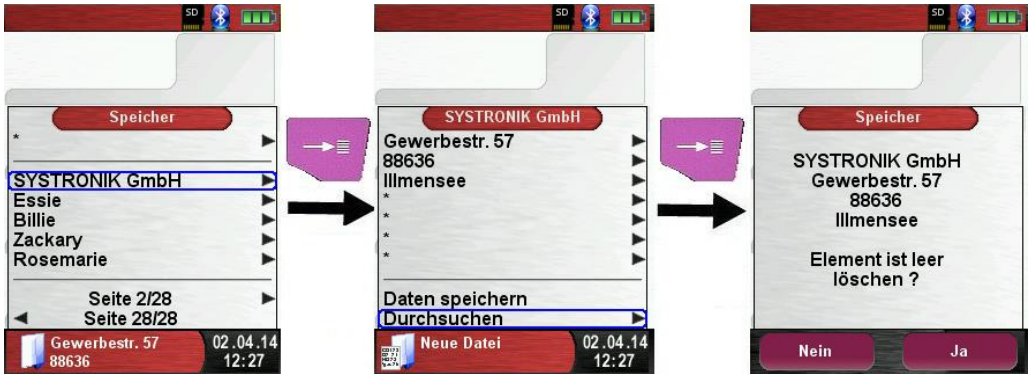 SD
Speicher
*
SYSTRONIK GmbH
Essie
Billie
Zackary
Rosemarie
Seite 2/28
Seite 28/28
Gewerbestr. 57
88636
02.04.14
12:27
SD
SYSTRONIK GmbH
Gewerbestr. 57
88636
Illmensee
*
*
*
*
Daten speichern
Durchsuchen
Neue Datei
02.04.14
12:27
SD
Speicher
SYSTRONIK GmbH
Gewerbestr. 57
88636
Illmensee
Element ist leer
löschen ?
Nein
Ja